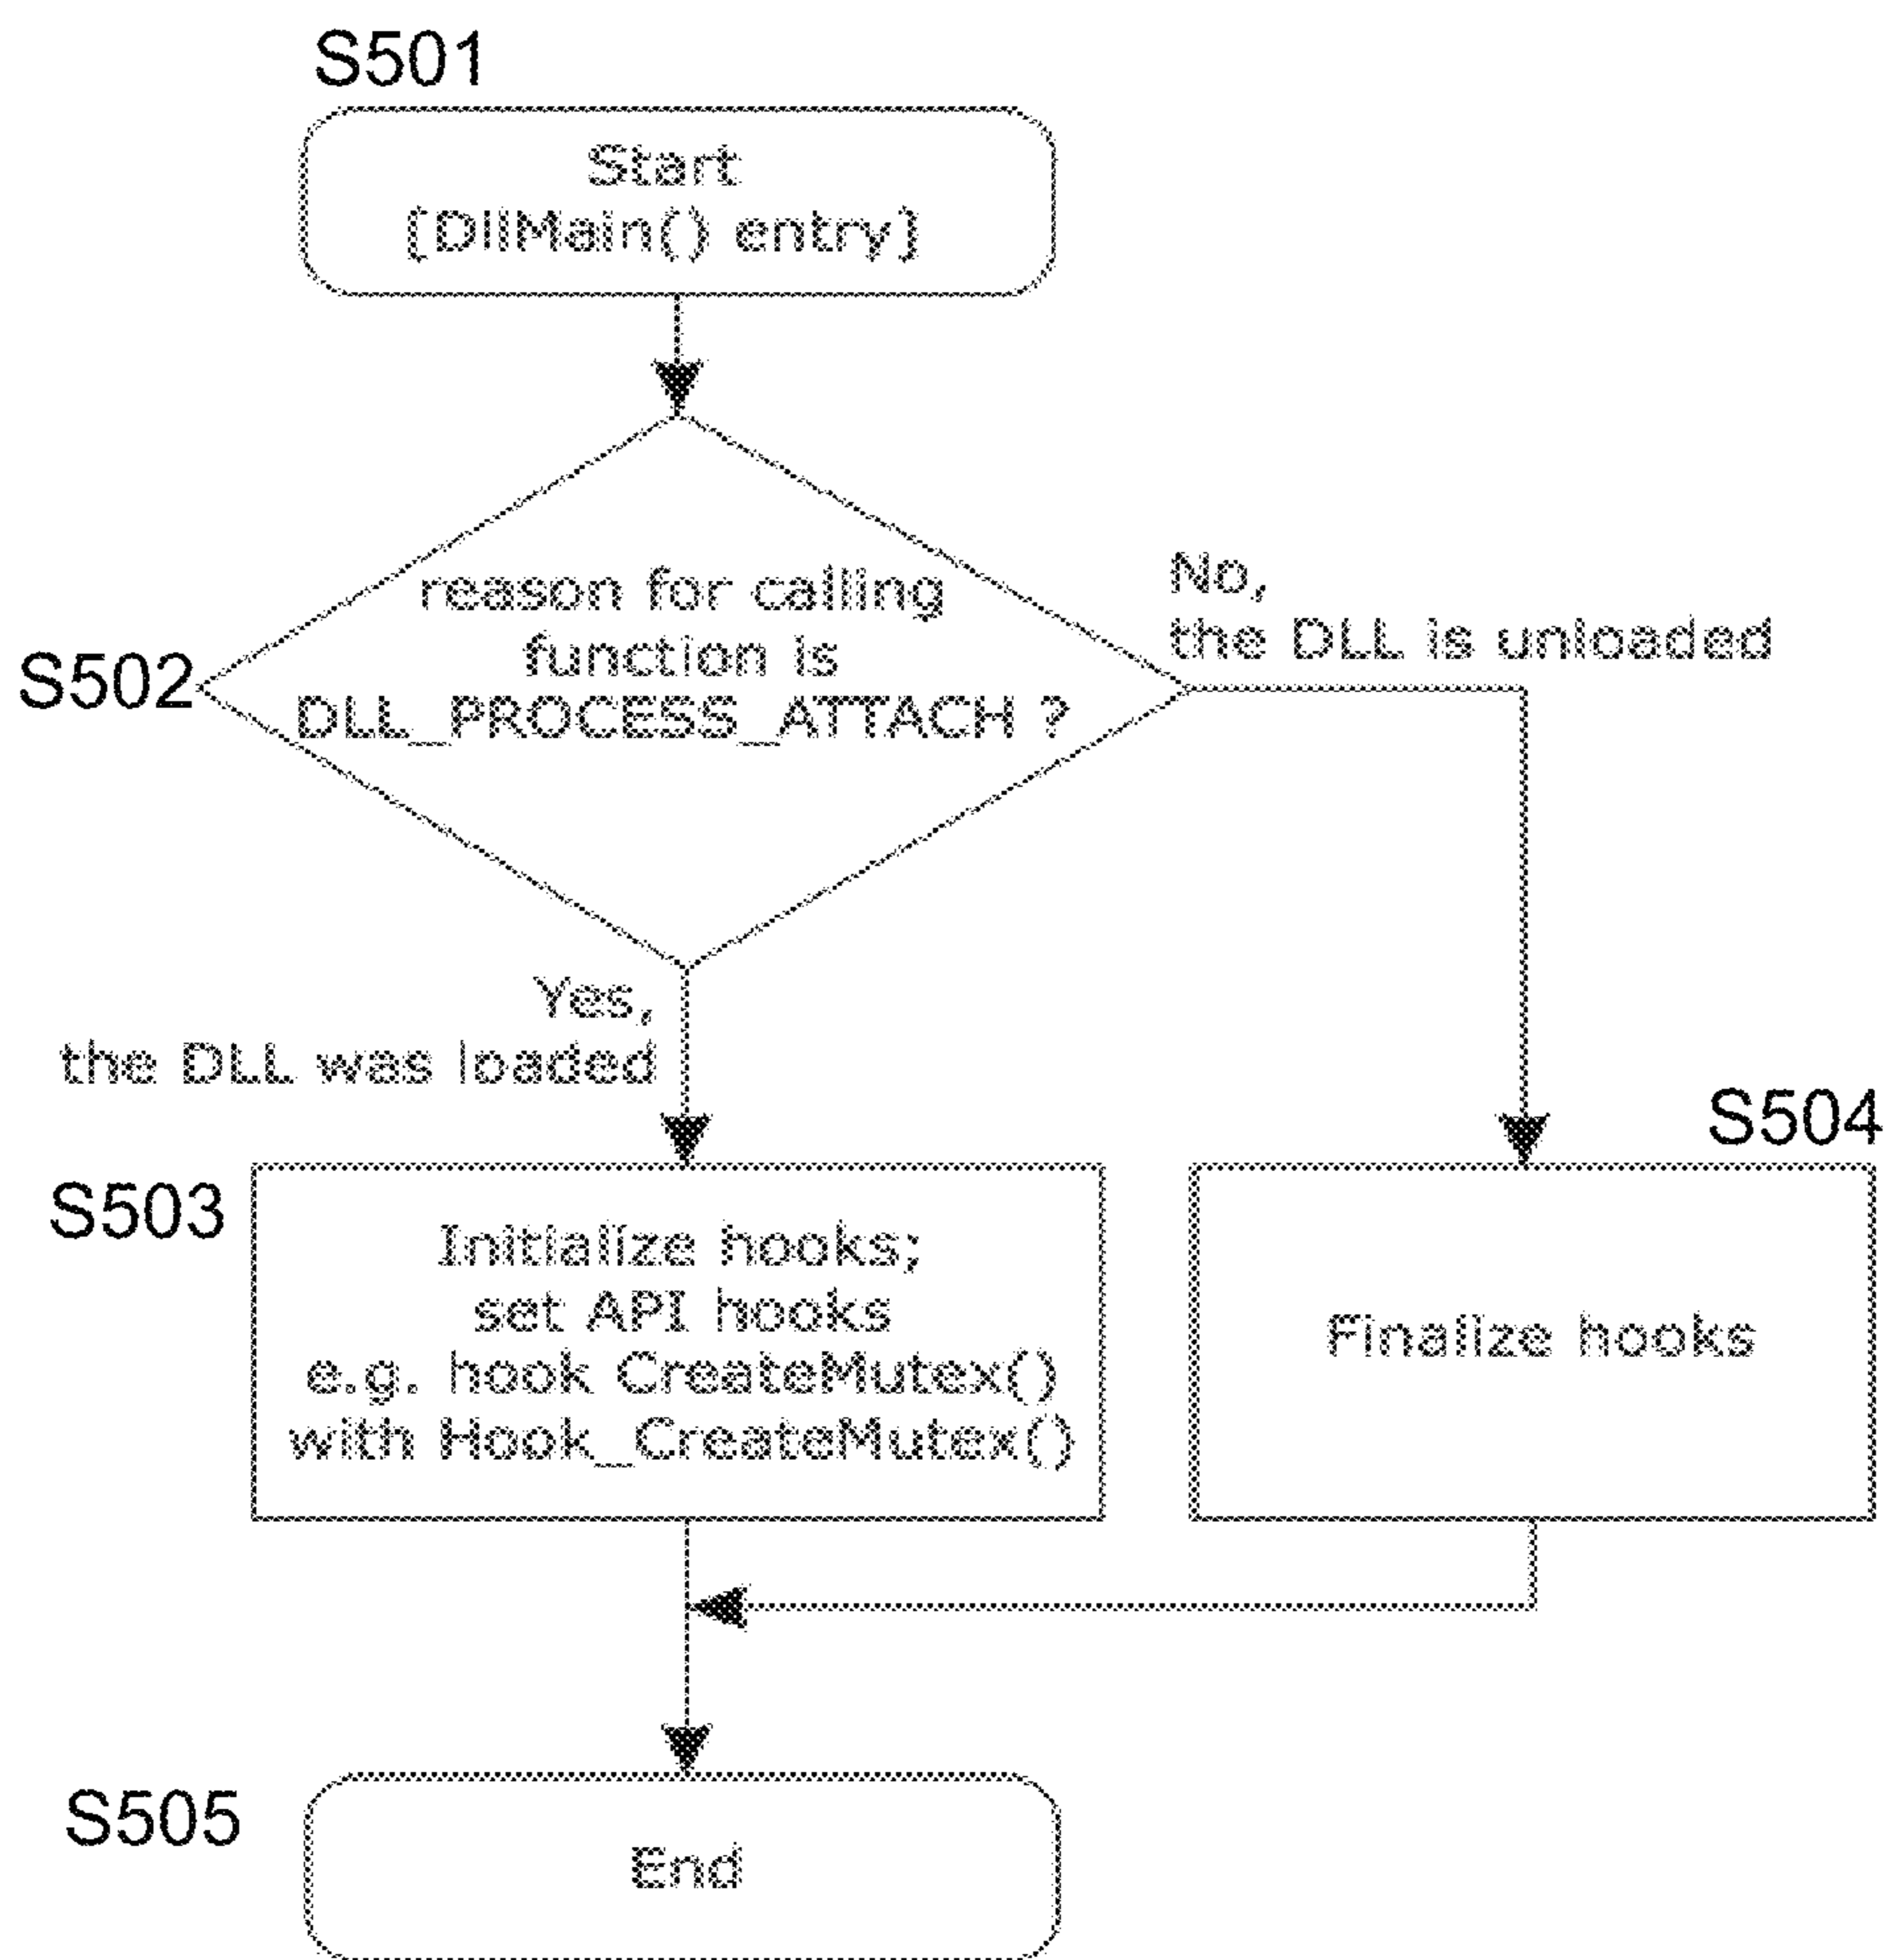 S501
Start
[DllMain() entry]
S502
reason for calling
function is
DLL_PROCESS_ATTACH ?
No,
the DLL is unloaded
Yes,
the DLL was loaded
S503
Initialize hooks;
set API hooks
e.g. hook CreateMutex()
with Hook_CreateMutex()
S504
Finalize hooks
S505
End